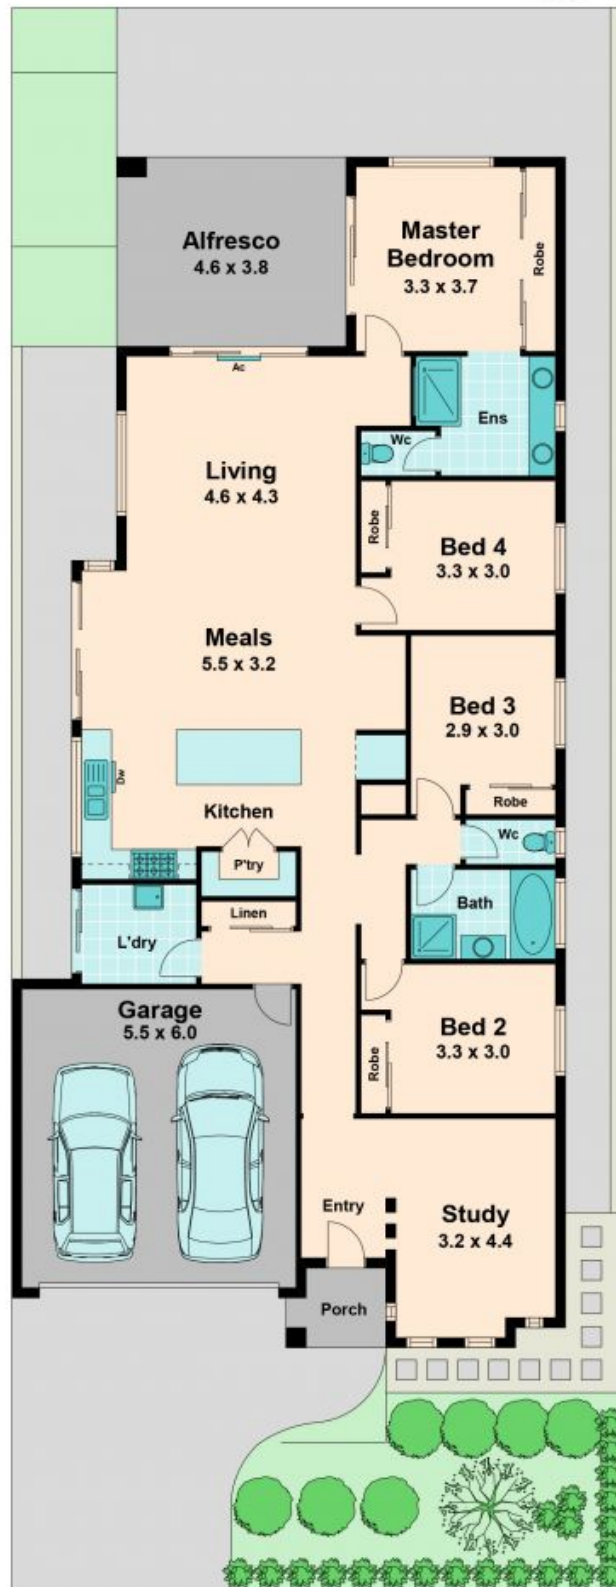 Alfresco
4.6 x 3.8
Master
Bedroom
3.3 x 3.7
Robe
Ac
Ens
Wc
Living
4.6 x 4.3
Robe
Bed 4
3.3 x 3.0
Meals
5.5 x 3.2
Bed 3
2.9 x 3.0
Dw
Robe
Kitchen
Wc
P'try
Bath
Linen
L'dry
Garage
5.5 x 6.0
Robe
Bed 2
3.3 x 3.0
Entry
Study
3.2 x 4.4
Porch